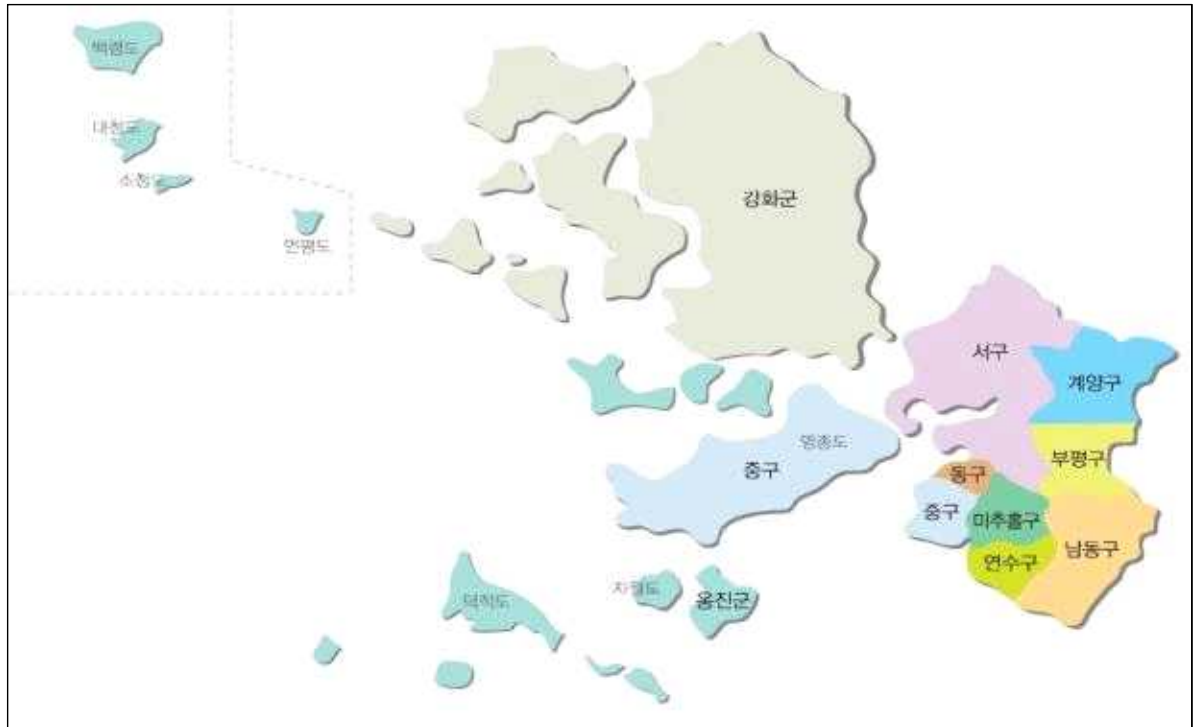 백령도
대청도
소청도
연평도
강화군
서구
계양구
영종도
중구
부평구
동구
중구
미추홀구
남동구
연수구
자월도
덕적도
옹진군